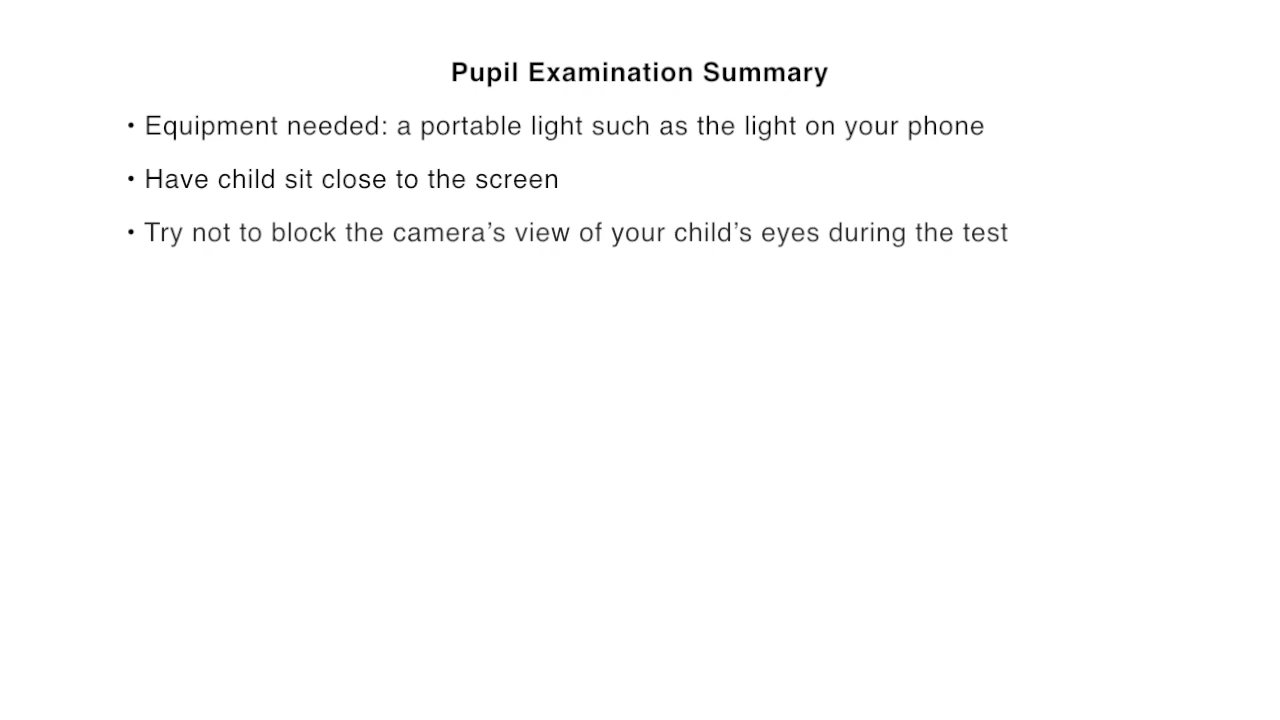 Pupil Examination Summary
• Equipment needed: a portable light such as the light on your phone
• Have child sit close to the screen
• Try not to block the camera’s view of your child’s eyes during the test